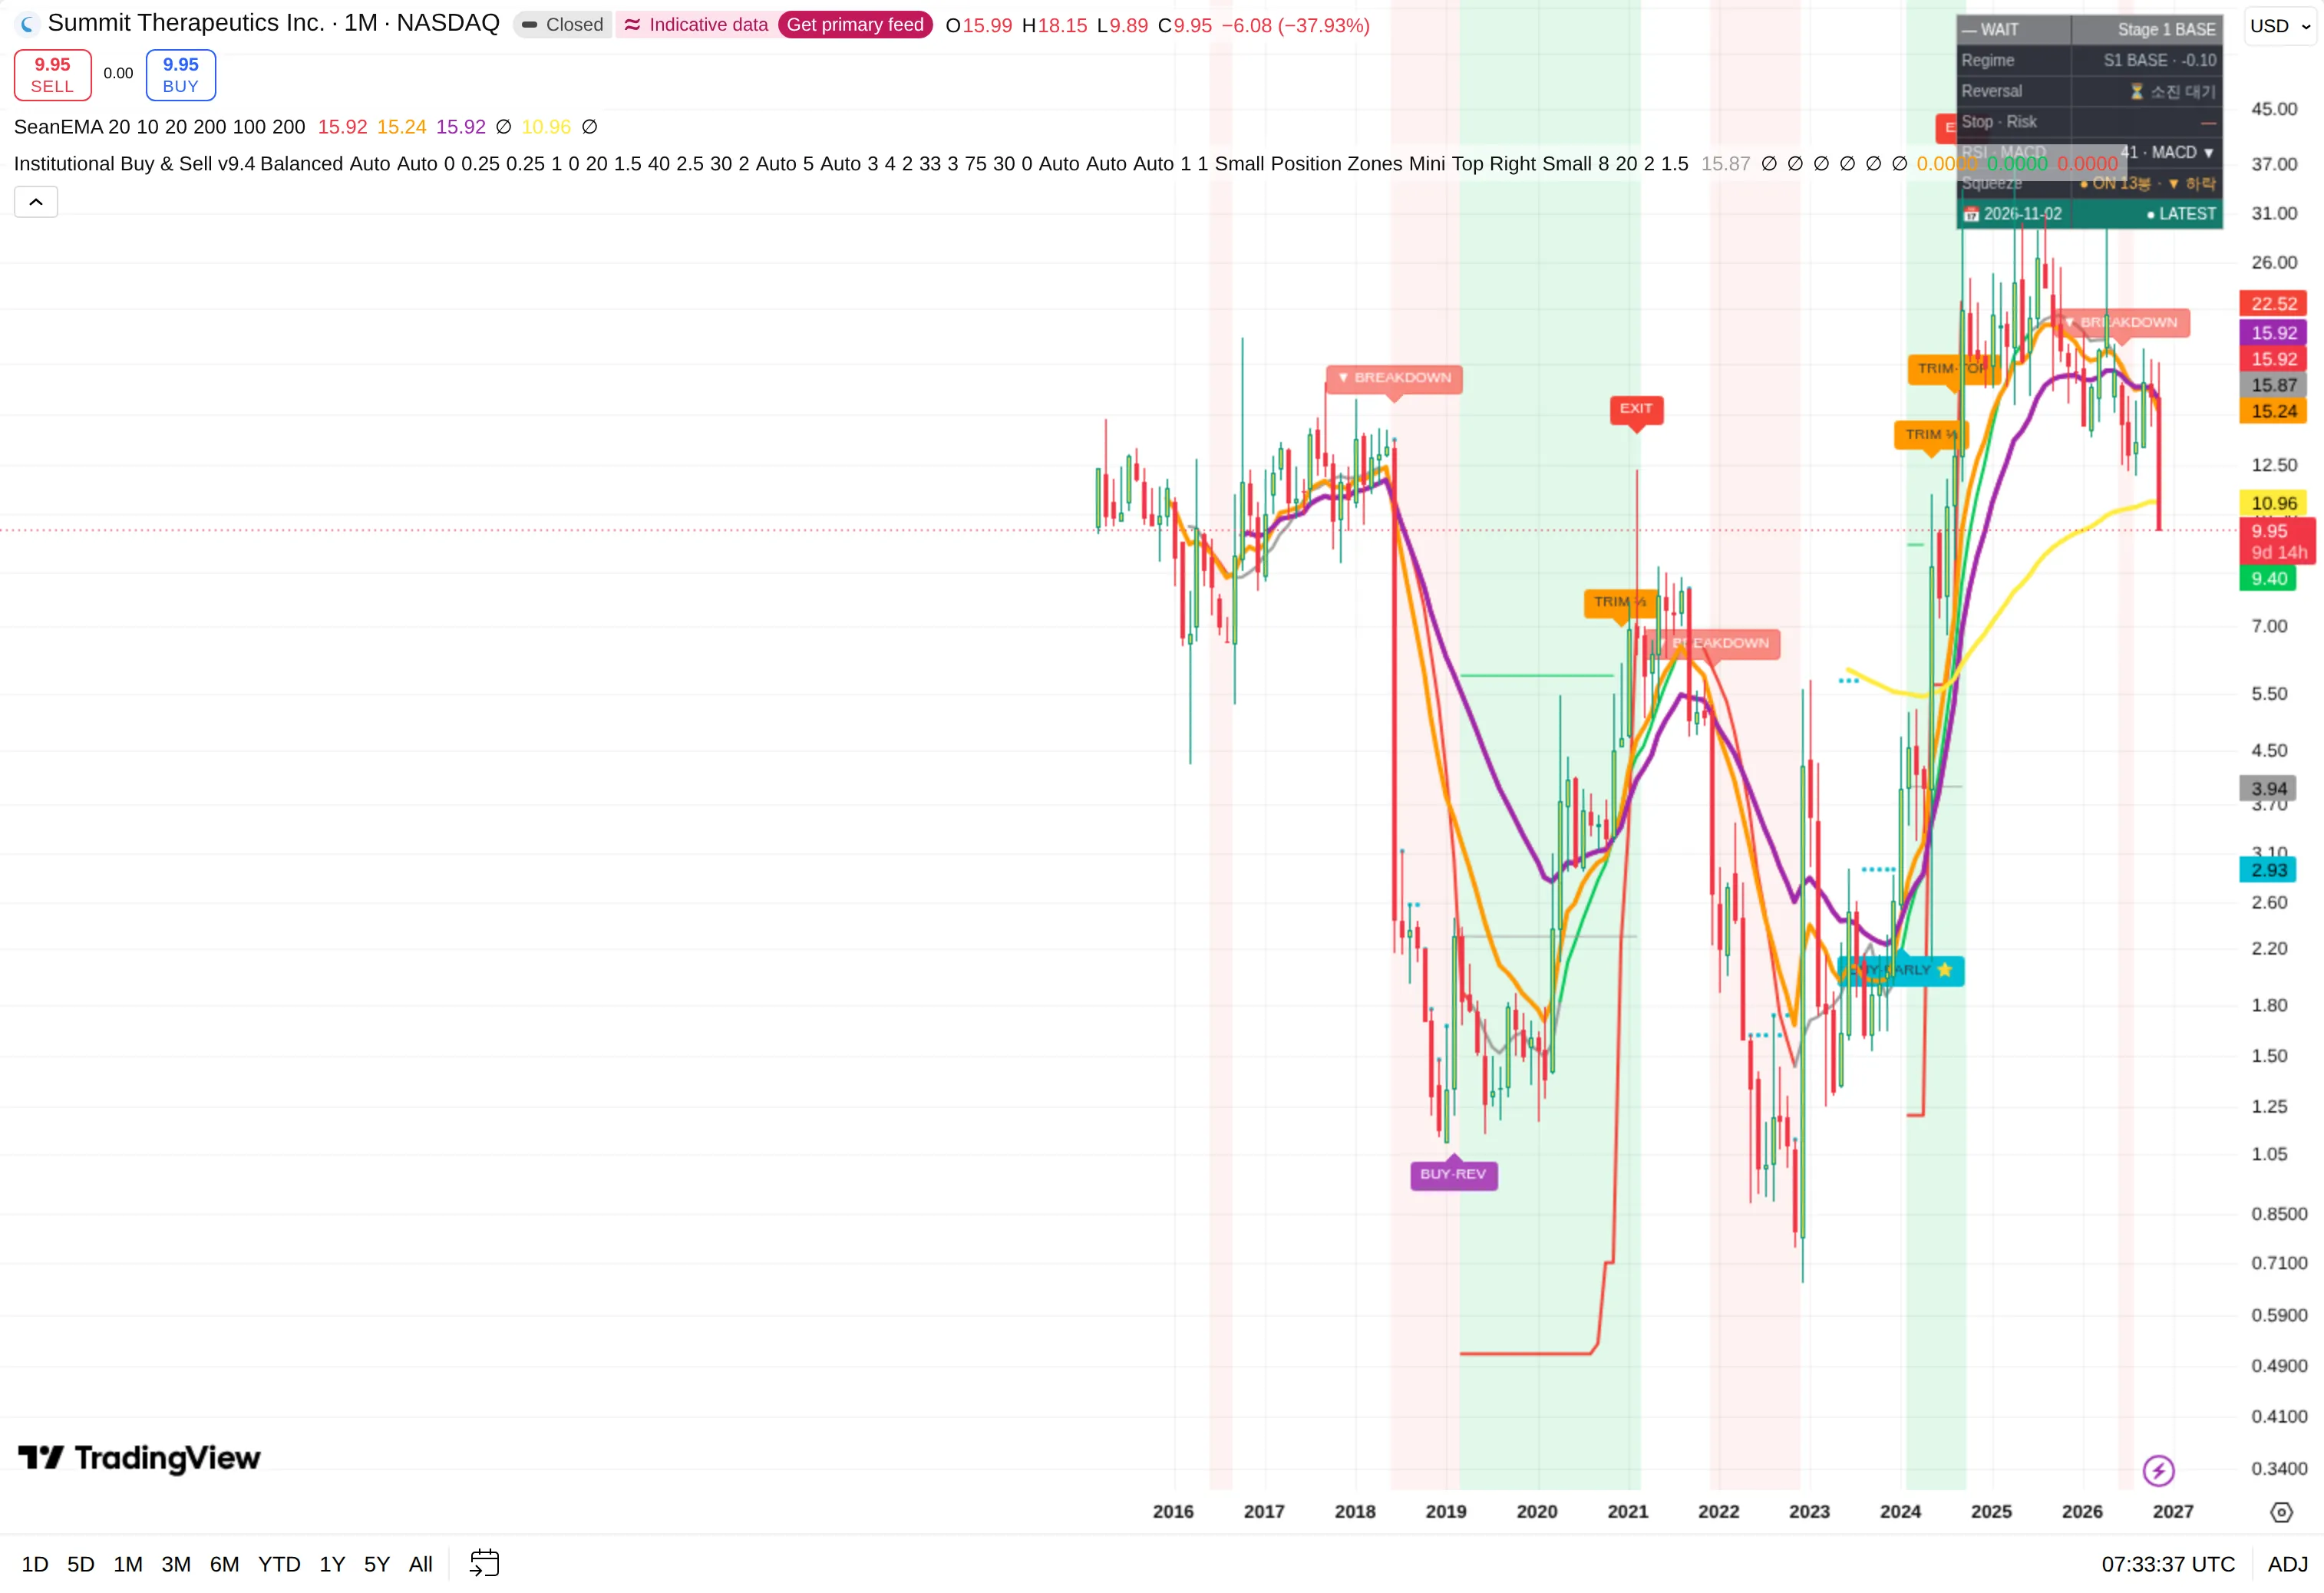 Summit Therapeutics Inc. · 1M · NASDAQ Closed Indicative data Get primary feed O15.99 H18.15 L9.89 C9.95 −6.08 (−37.93%)
9.95 SELL 0.00 9.95 BUY
SeanEMA 20 10 20 200 100 200 15.92 15.24 15.92 ∅ 10.96 ∅
Institutional Buy & Sell v9.4 Balanced Auto Auto 0 0.25 0.25 1 0 20 1.5 40 2.5 30 2 Auto 5 Auto 3 4 2 33 3 75 30 0 Auto Auto Auto 1 1 Small Position Zones Mini Top Right Small 8 20 2 1.5 15.87 ∅ ∅ ∅ ∅ ∅ ∅ 0.0000 0.0000 0.0000
— WAIT Stage 1 BASE
Regime S1 BASE · -0.10
Reversal ⏳ 소진 대기
Stop · Risk —
RSI · MACD 41 · MACD ▼
Squeeze ● ON 13봉 · ▼ 하락
📅 2026-11-02 ● LATEST
USD
45.00
37.00
31.00
26.00
22.52
15.92
15.92
15.87
15.24
12.50
10.96
9.95
9d 14h
9.40
7.00
5.50
4.50
3.94
3.70
3.10
2.93
2.60
2.20
1.80
1.50
1.25
1.05
0.8500
0.7100
0.5900
0.4900
0.4100
0.3400
▼ BREAKDOWN
EXIT
TRIM-TOP
▼ BREAKDOWN
TRIM ⅓
TRIM ⅓
BREAKDOWN
BUY-EARLY ⭐
BUY-REV
TradingView
2016 2017 2018 2019 2020 2021 2022 2023 2024 2025 2026 2027
1D 5D 1M 3M 6M YTD 1Y 5Y All
07:33:37 UTC ADJ